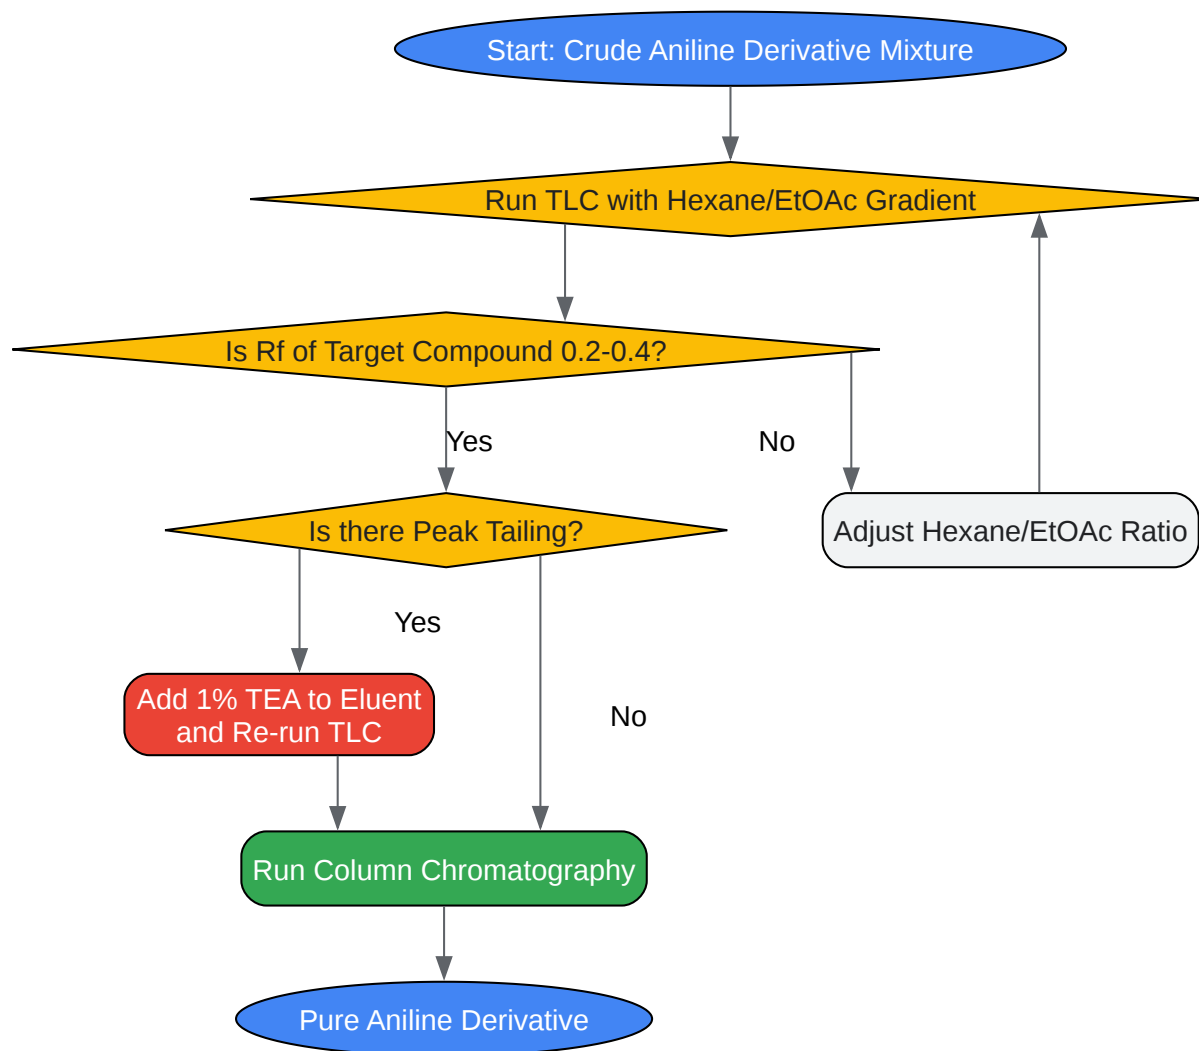 Start: Crude Aniline Derivative Mixture
Run TLC with Hexane/EtOAc Gradient
Is Rf of Target Compound 0.2-0.4?
Yes
No
Is there Peak Tailing?
Adjust Hexane/EtOAc Ratio
Yes
Add 1% TEA to Eluent
and Re-run TLC
No
Run Column Chromatography
Pure Aniline Derivative